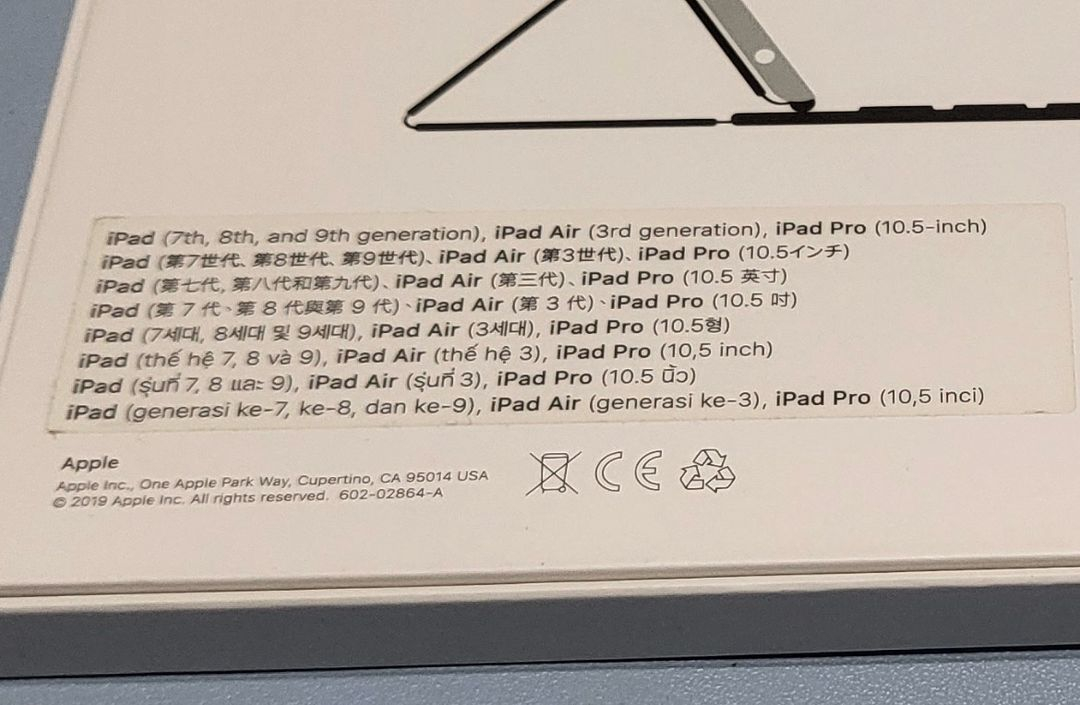 iPad (7th, 8th, and 9th generation), iPad Air (3rd generation), iPad Pro (10.5-inch)
iPad (第7世代、第8世代、第9世代)、iPad Air (第3世代)、iPad Pro (10.5インチ)
iPad (第七代, 第八代和第九代)、iPad Air (第三代)、iPad Pro (10.5 英寸)
iPad (第 7 代、第 8 代與第 9 代)、iPad Air (第 3 代)、iPad Pro (10.5 吋)
iPad (7세대, 8세대 및 9세대), iPad Air (3세대), iPad Pro (10.5형)
iPad (thế hệ 7, 8 và 9), iPad Air (thế hệ 3), iPad Pro (10,5 inch)
iPad (รุ่นที่ 7, 8 และ 9), iPad Air (รุ่นที่ 3), iPad Pro (10.5 นิ้ว)
iPad (generasi ke-7, ke-8, dan ke-9), iPad Air (generasi ke-3), iPad Pro (10,5 inci)
Apple
Apple Inc., One Apple Park Way, Cupertino, CA 95014 USA
© 2019 Apple Inc. All rights reserved. 602-02864-A
CE